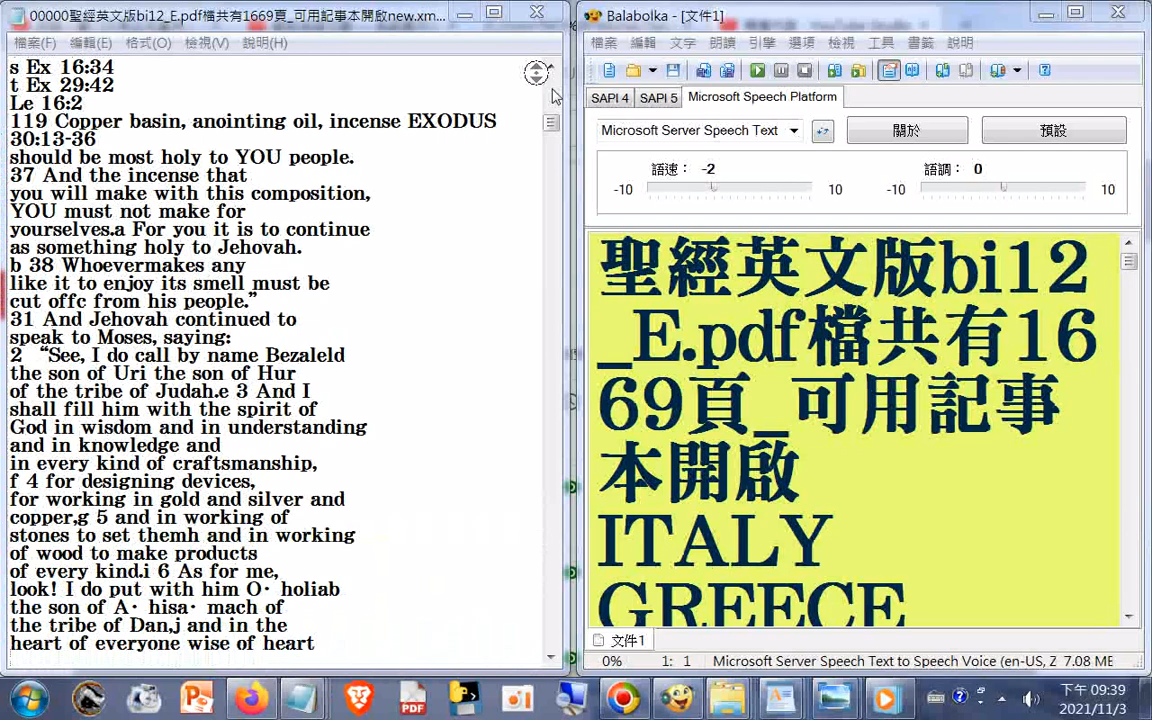 00000聖經英文版bi12_E.pdf檔共有1669頁_可用記事本開啟new.xm...
檔案(F) 編輯(E) 格式(O) 檢視(V) 說明(H)
s Ex 16:34
t Ex 29:42
Le 16:2
119 Copper basin, anointing oil, incense EXODUS
30:13-36
should be most holy to YOU people.
37 And the incense that
you will make with this composition,
YOU must not make for
yourselves.a For you it is to continue
as something holy to Jehovah.
b 38 Whoevermakes any
like it to enjoy its smell must be
cut offc from his people.”
31 And Jehovah continued to
speak to Moses, saying:
2 “See, I do call by name Bezaleld
the son of Uri the son of Hur
of the tribe of Judah.e 3 And I
shall fill him with the spirit of
God in wisdom and in understanding
and in knowledge and
in every kind of craftsmanship,
f 4 for designing devices,
for working in gold and silver and
copper,g 5 and in working of
stones to set themh and in working
of wood to make products
of every kind.i 6 As for me,
look! I do put with him O· holiab
the son of A· hisa· mach of
the tribe of Dan,j and in the
heart of everyone wise of heart
Balabolka - [文件1]
檔案 編輯 文字 朗讀 引擎 選項 檢視 工具 書籤 說明
SAPI 4 SAPI 5 Microsoft Speech Platform
Microsoft Server Speech Text 關於 預設
語速： -2 語調： 0
-10 10 -10 10
聖經英文版bi12
_E.pdf檔共有16
69頁_可用記事
本開啟
ITALY
GREECE
文件1
0% 1: 1 Microsoft Server Speech Text to Speech Voice (en-US, Z 7.08 ME
PDF
下午 09:39
2021/11/3